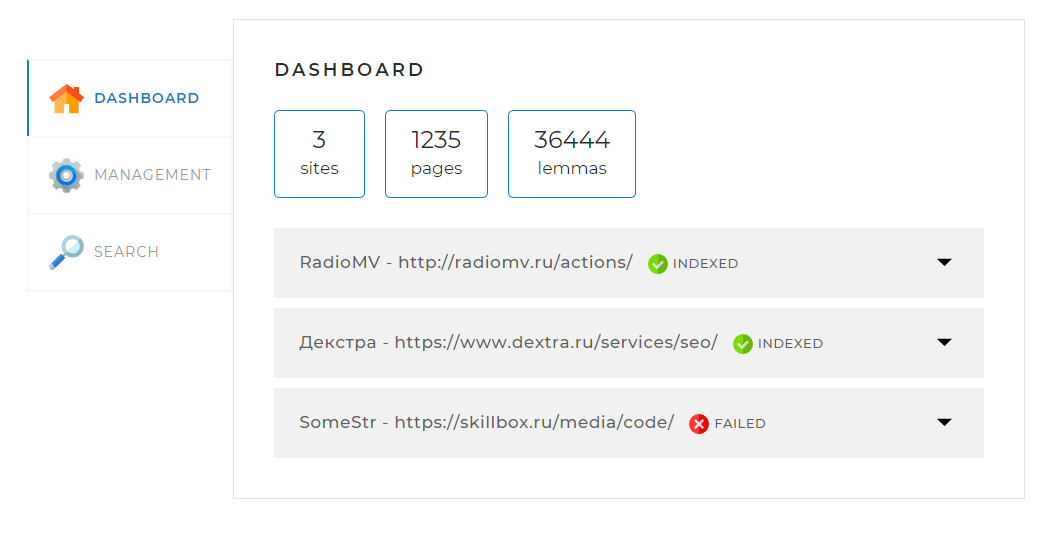 DASHBOARD
MANAGEMENT
SEARCH
DASHBOARD
3
sites
1235
pages
36444
lemmas
RadioMV - http://radiomv.ru/actions/ INDEXED
Декстра - https://www.dextra.ru/services/seo/ INDEXED
SomeStr - https://skillbox.ru/media/code/ FAILED